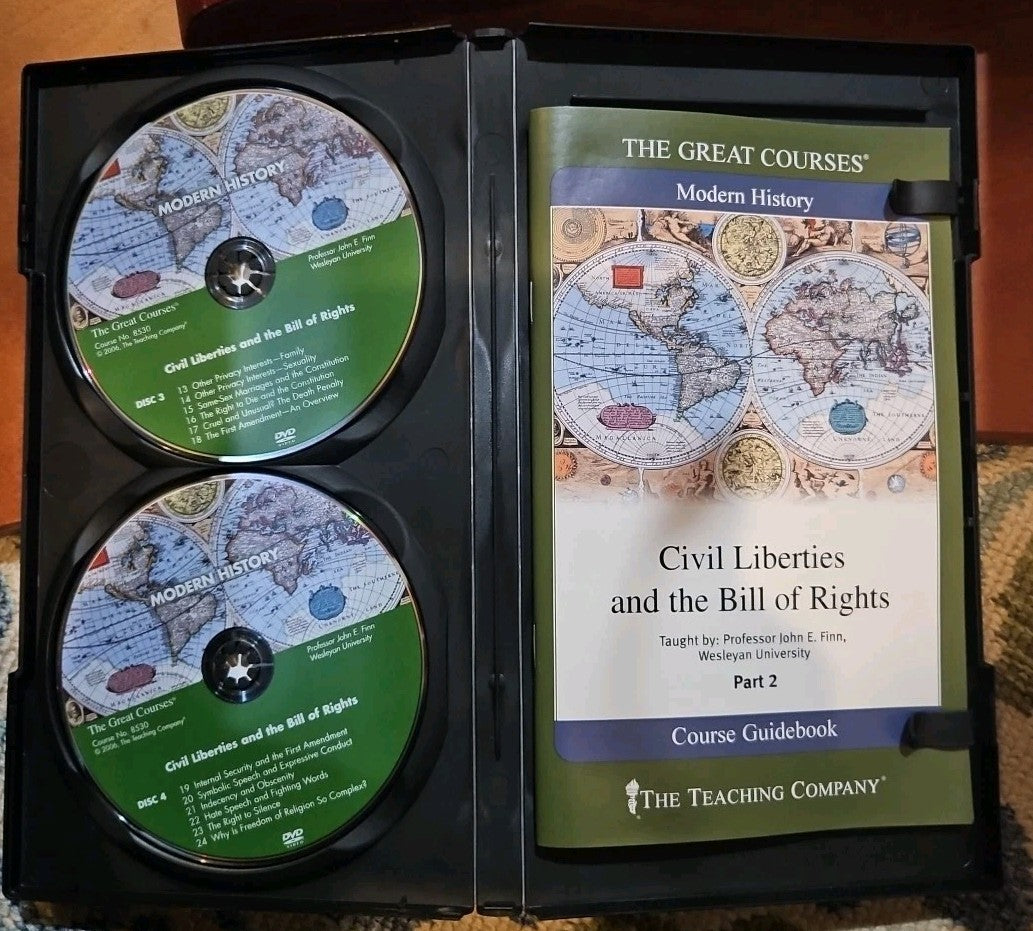 MODERN HISTORY
Professor John E. Finn
Wesleyan University
The Great Courses®
Course No. 8530
© 2006, The Teaching Company®
Civil Liberties and the Bill of Rights
DISC 3
13 Other Privacy Interests—Family
14 Other Privacy Interests—Sexuality
15 Same-Sex Marriages and the Constitution
16 The Right to Die and the Constitution
17 Cruel and Unusual? The Death Penalty
18 The First Amendment—An Overview
DVD
VIDEO
MODERN HISTORY
Professor John E. Finn
Wesleyan University
The Great Courses®
Course No. 8530
© 2006, The Teaching Company®
Civil Liberties and the Bill of Rights
DISC 4
19 Internal Security and the First Amendment
20 Symbolic Speech and Expressive Conduct
21 Indecency and Obscenity
22 Hate Speech and Fighting Words
23 The Right to Silence
24 Why Is Freedom of Religion So Complex?
DVD
VIDEO
THE GREAT COURSES®
Modern History
MAGALLANICA
THE SOUTHERNE
UNKNOWNE LAND
Civil Liberties
and the Bill of Rights
Taught by: Professor John E. Finn,
Wesleyan University
Part 2
Course Guidebook
THE TEACHING COMPANY®